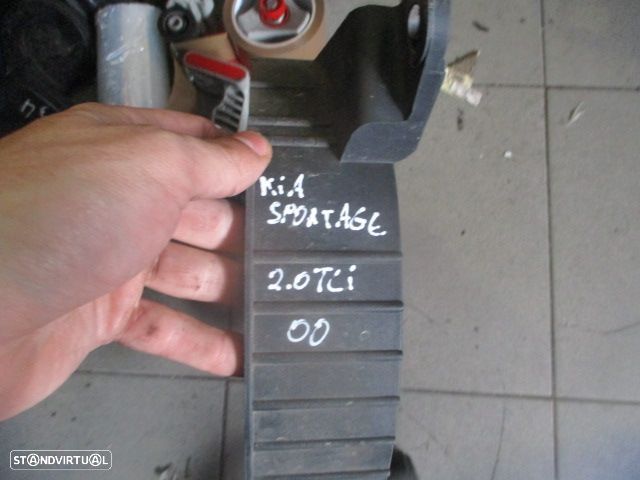 KiA
SPORTAGE
2.0TCi
00
STANDVIRTUAL